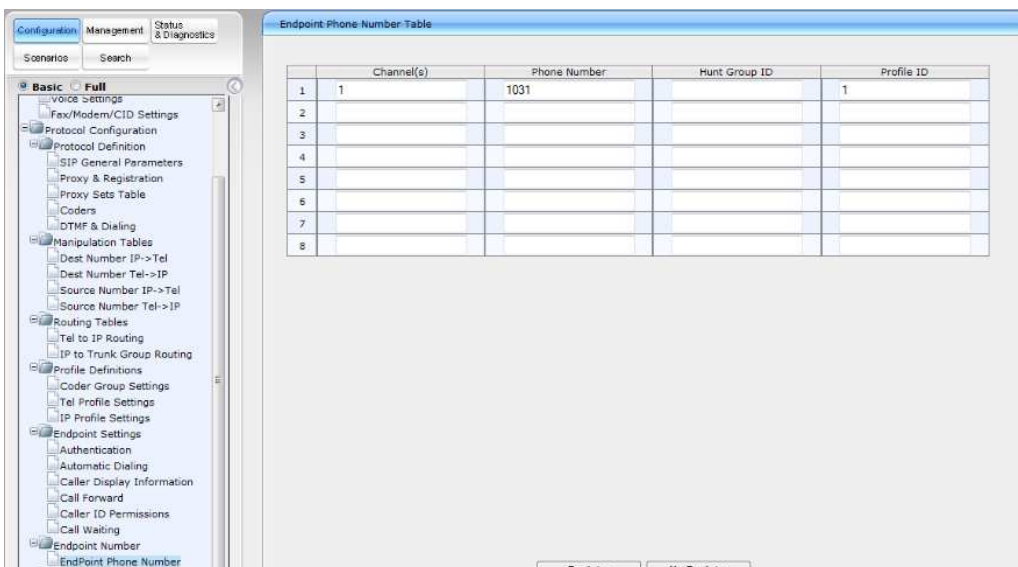 Configuration Management Status & Diagnostics
Scenarios Search
Basic Full
Voice Settings
Fax/Modem/CID Settings
Protocol Configuration
Protocol Definition
SIP General Parameters
Proxy & Registration
Proxy Sets Table
Coders
DTMF & Dialing
Manipulation Tables
Dest Number IP->Tel
Dest Number Tel->IP
Source Number IP->Tel
Source Number Tel->IP
Routing Tables
Tel to IP Routing
IP to Trunk Group Routing
Profile Definitions
Coder Group Settings
Tel Profile Settings
IP Profile Settings
Endpoint Settings
Authentication
Automatic Dialing
Caller Display Information
Call Forward
Caller ID Permissions
Call Waiting
Endpoint Number
EndPoint Phone Number
Endpoint Phone Number Table
Channel(s) Phone Number Hunt Group ID Profile ID
1 1 1031 1
2
3
4
5
6
7
8